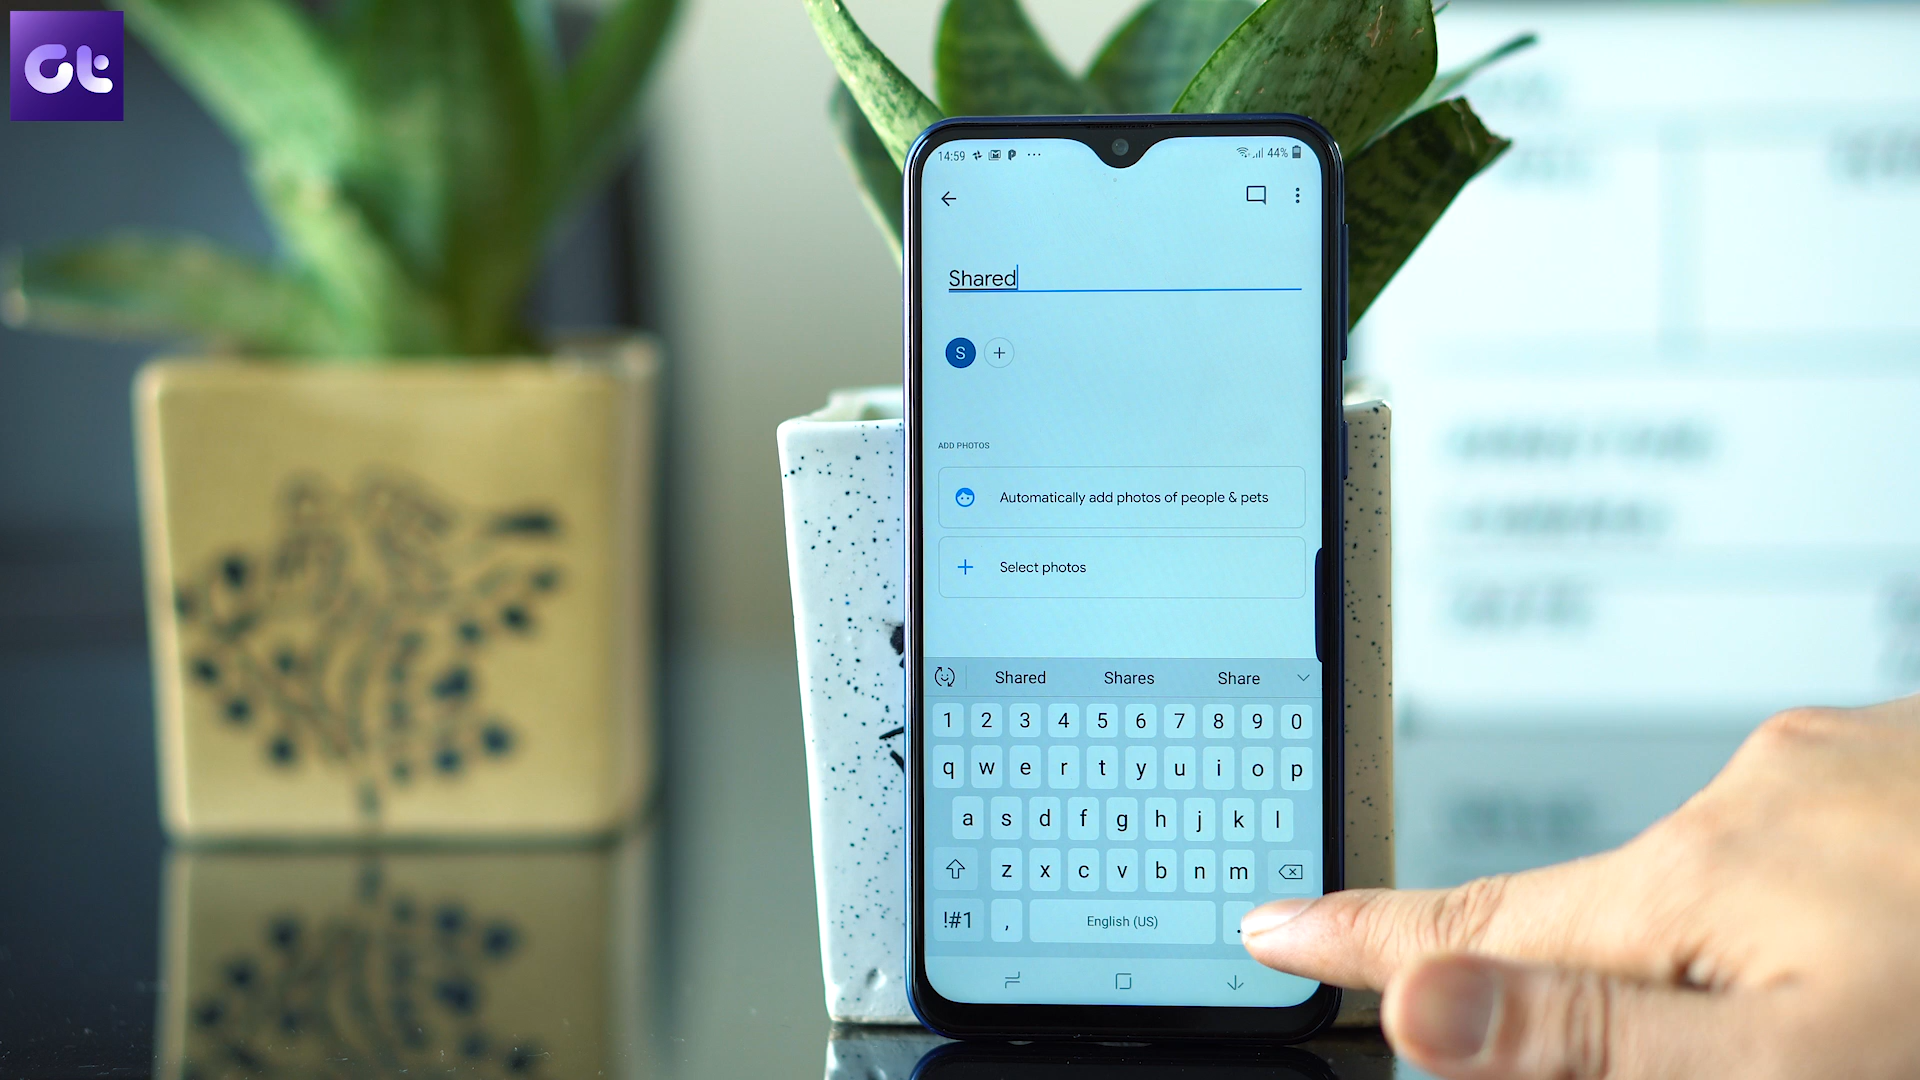 Gt
14:59 44%
Shared
S +
ADD PHOTOS
Automatically add photos of people & pets
+ Select photos
Shared Shares Share
1 2 3 4 5 6 7 8 9 0
q w e r t y u i o p
a s d f g h j k l
z x c v b n m
!#1 , English (US) .